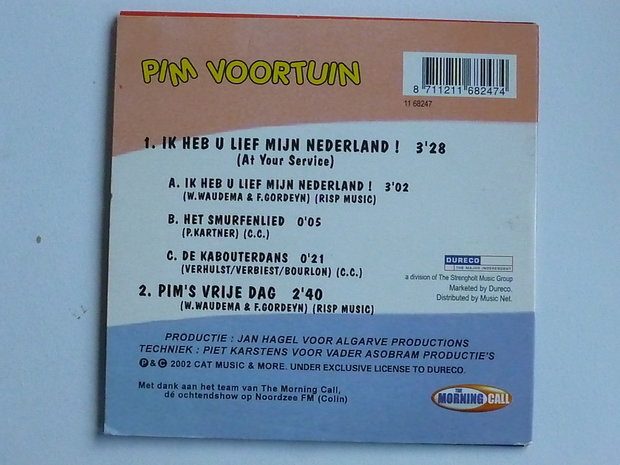 PIM VOORTUIN
8 711211 682474
11 68247
1. IK HEB U LIEF MIJN NEDERLAND ! 3'28
(At Your Service)
A. IK HEB U LIEF MIJN NEDERLAND ! 3'02
(W.WAUDEMA & F.GORDEYN) (RISP MUSIC)
B. HET SMURFENLIED 0'05
(P.KARTNER) (C.C.)
C. DE KABOUTERDANS 0'21
(VERHULST/VERBIEST/BOURLON) (C.C.)
2. PIM'S VRIJE DAG 2'40
(W.WAUDEMA & F.GORDEYN) (RISP MUSIC)
DURECO
THE MAJOR INDEPENDENT
a division of The Strengholt Music Group
Marketed by Dureco.
Distributed by Music Net.
PRODUCTIE : JAN HAGEL VOOR ALGARVE PRODUCTIONS
TECHNIEK : PIET KARSTENS VOOR VADER ASOBRAM PRODUCTIE'S
℗ & © 2002 CAT MUSIC & MORE. UNDER EXCLUSIVE LICENSE TO DURECO.
Met dank aan het team van The Morning Call,
dé ochtendshow op Noordzee FM (Colin)
THE
MORNING CALL